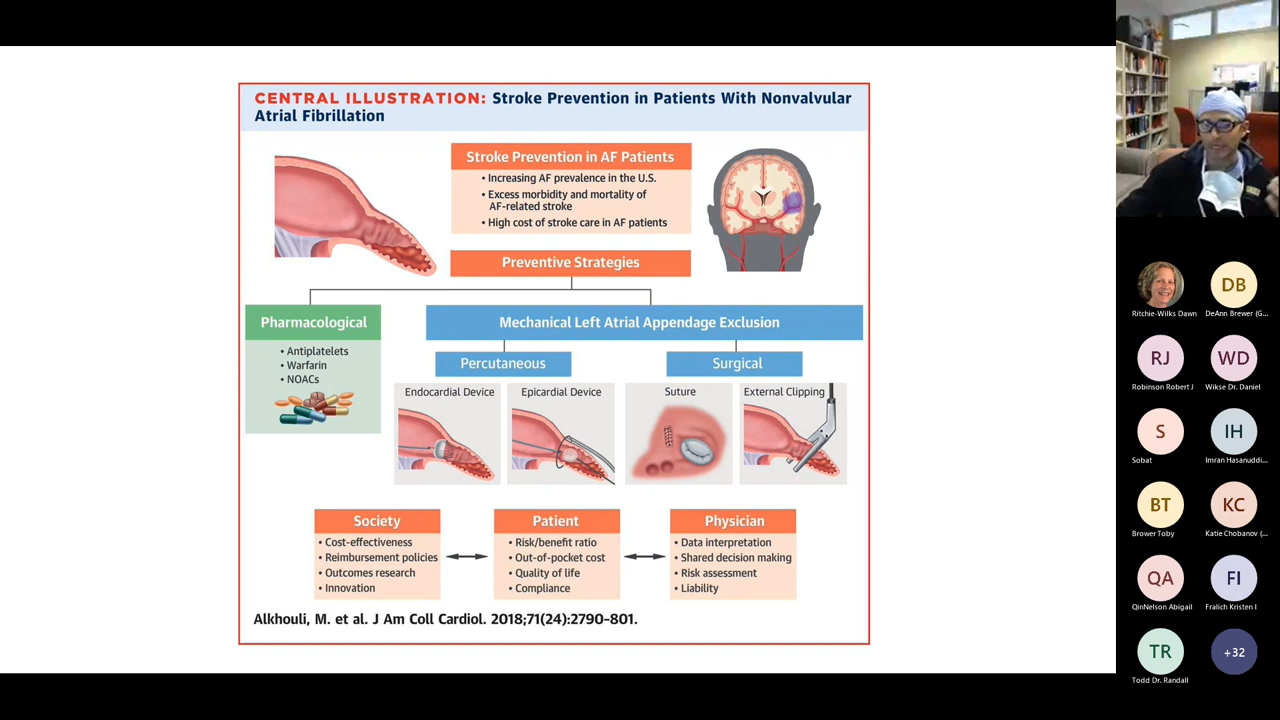 CENTRAL ILLUSTRATION: Stroke Prevention in Patients With Nonvalvular
Atrial Fibrillation
Stroke Prevention in AF Patients
• Increasing AF prevalence in the U.S.
• Excess morbidity and mortality of
AF-related stroke
• High cost of stroke care in AF patients
Preventive Strategies
Pharmacological
• Antiplatelets
• Warfarin
• NOACs
Mechanical Left Atrial Appendage Exclusion
Percutaneous
Surgical
Endocardial Device
Epicardial Device
Suture
External Clipping
Society
• Cost-effectiveness
• Reimbursement policies
• Outcomes research
• Innovation
Patient
• Risk/benefit ratio
• Out-of-pocket cost
• Quality of life
• Compliance
Physician
• Data interpretation
• Shared decision making
• Risk assessment
• Liability
Alkhouli, M. et al. J Am Coll Cardiol. 2018;71(24):2790-801.
Ritchie-Wilks Dawn
DB
DeAnn Brewer (G...
RJ
Robinson Robert J
WD
Wikse Dr. Daniel
S
Sobat
IH
Imran Hasanuddi...
BT
Brower Toby
KC
Katie Chobanov (...
QA
QinNelson Abigail
FI
Fralich Kristen I
TR
Todd Dr. Randall
+32